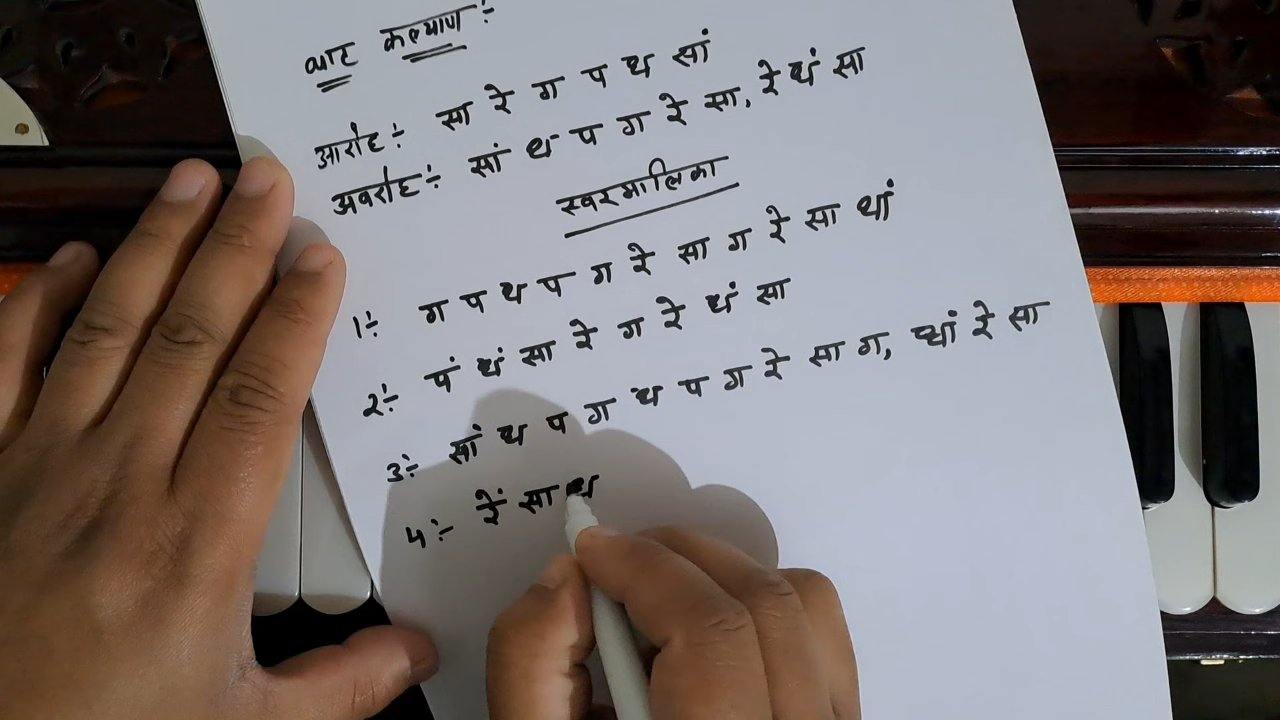 थाट कल्याण :-
आरोह :- सा रे ग प ध सां
अवरोह :- सां ध प ग रे सा, रे धं सा
स्वरमालिका
1 :- ग प ध प ग रे सा ग रे सा धां
2 :- पं धं सा रे ग रे धं सा
3 :- सां ध प ग ध प ग रे सा ग, धां रे सा
4 :- रें सा ध